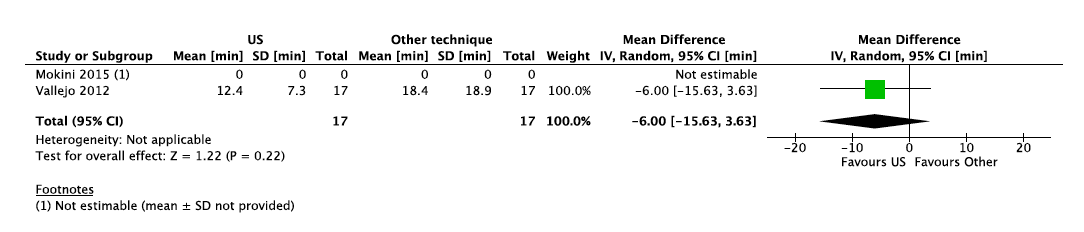 US Other technique Mean Difference Mean Difference
Study or Subgroup Mean [min] SD [min] Total Mean [min] SD [min] Total Weight IV, Random, 95% CI [min] IV, Random, 95% CI [min]
Mokini 2015 (1) 0 0 0 0 0 0 Not estimable
Vallejo 2012 12.4 7.3 17 18.4 18.9 17 100.0% −6.00 [−15.63, 3.63]
Total (95% CI) 17 17 100.0% −6.00 [−15.63, 3.63]
Heterogeneity: Not applicable
Test for overall effect: Z = 1.22 (P = 0.22)
−20 −10 0 10 20
Favours US Favours Other
Footnotes
(1) Not estimable (mean ± SD not provided)